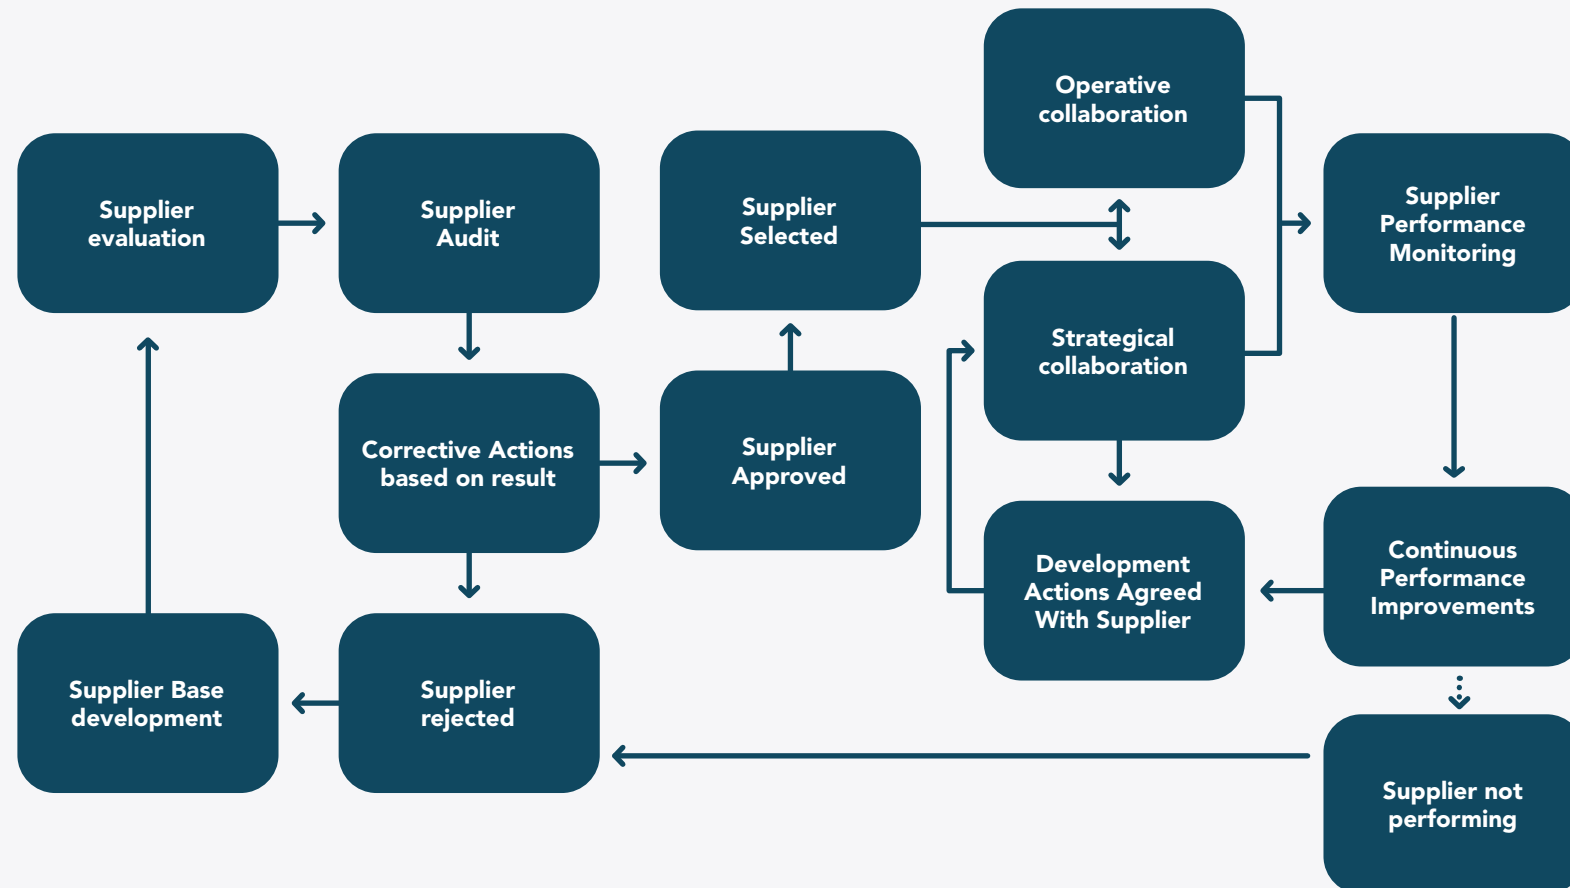 Operative
collaboration
Supplier
evaluation
Supplier
Audit
Supplier
Selected
Supplier
Performance
Monitoring
Strategical
collaboration
Corrective Actions
based on result
Supplier
Approved
Development
Actions Agreed
With Supplier
Continuous
Performance
Improvements
Supplier Base
development
Supplier
rejected
Supplier not
performing